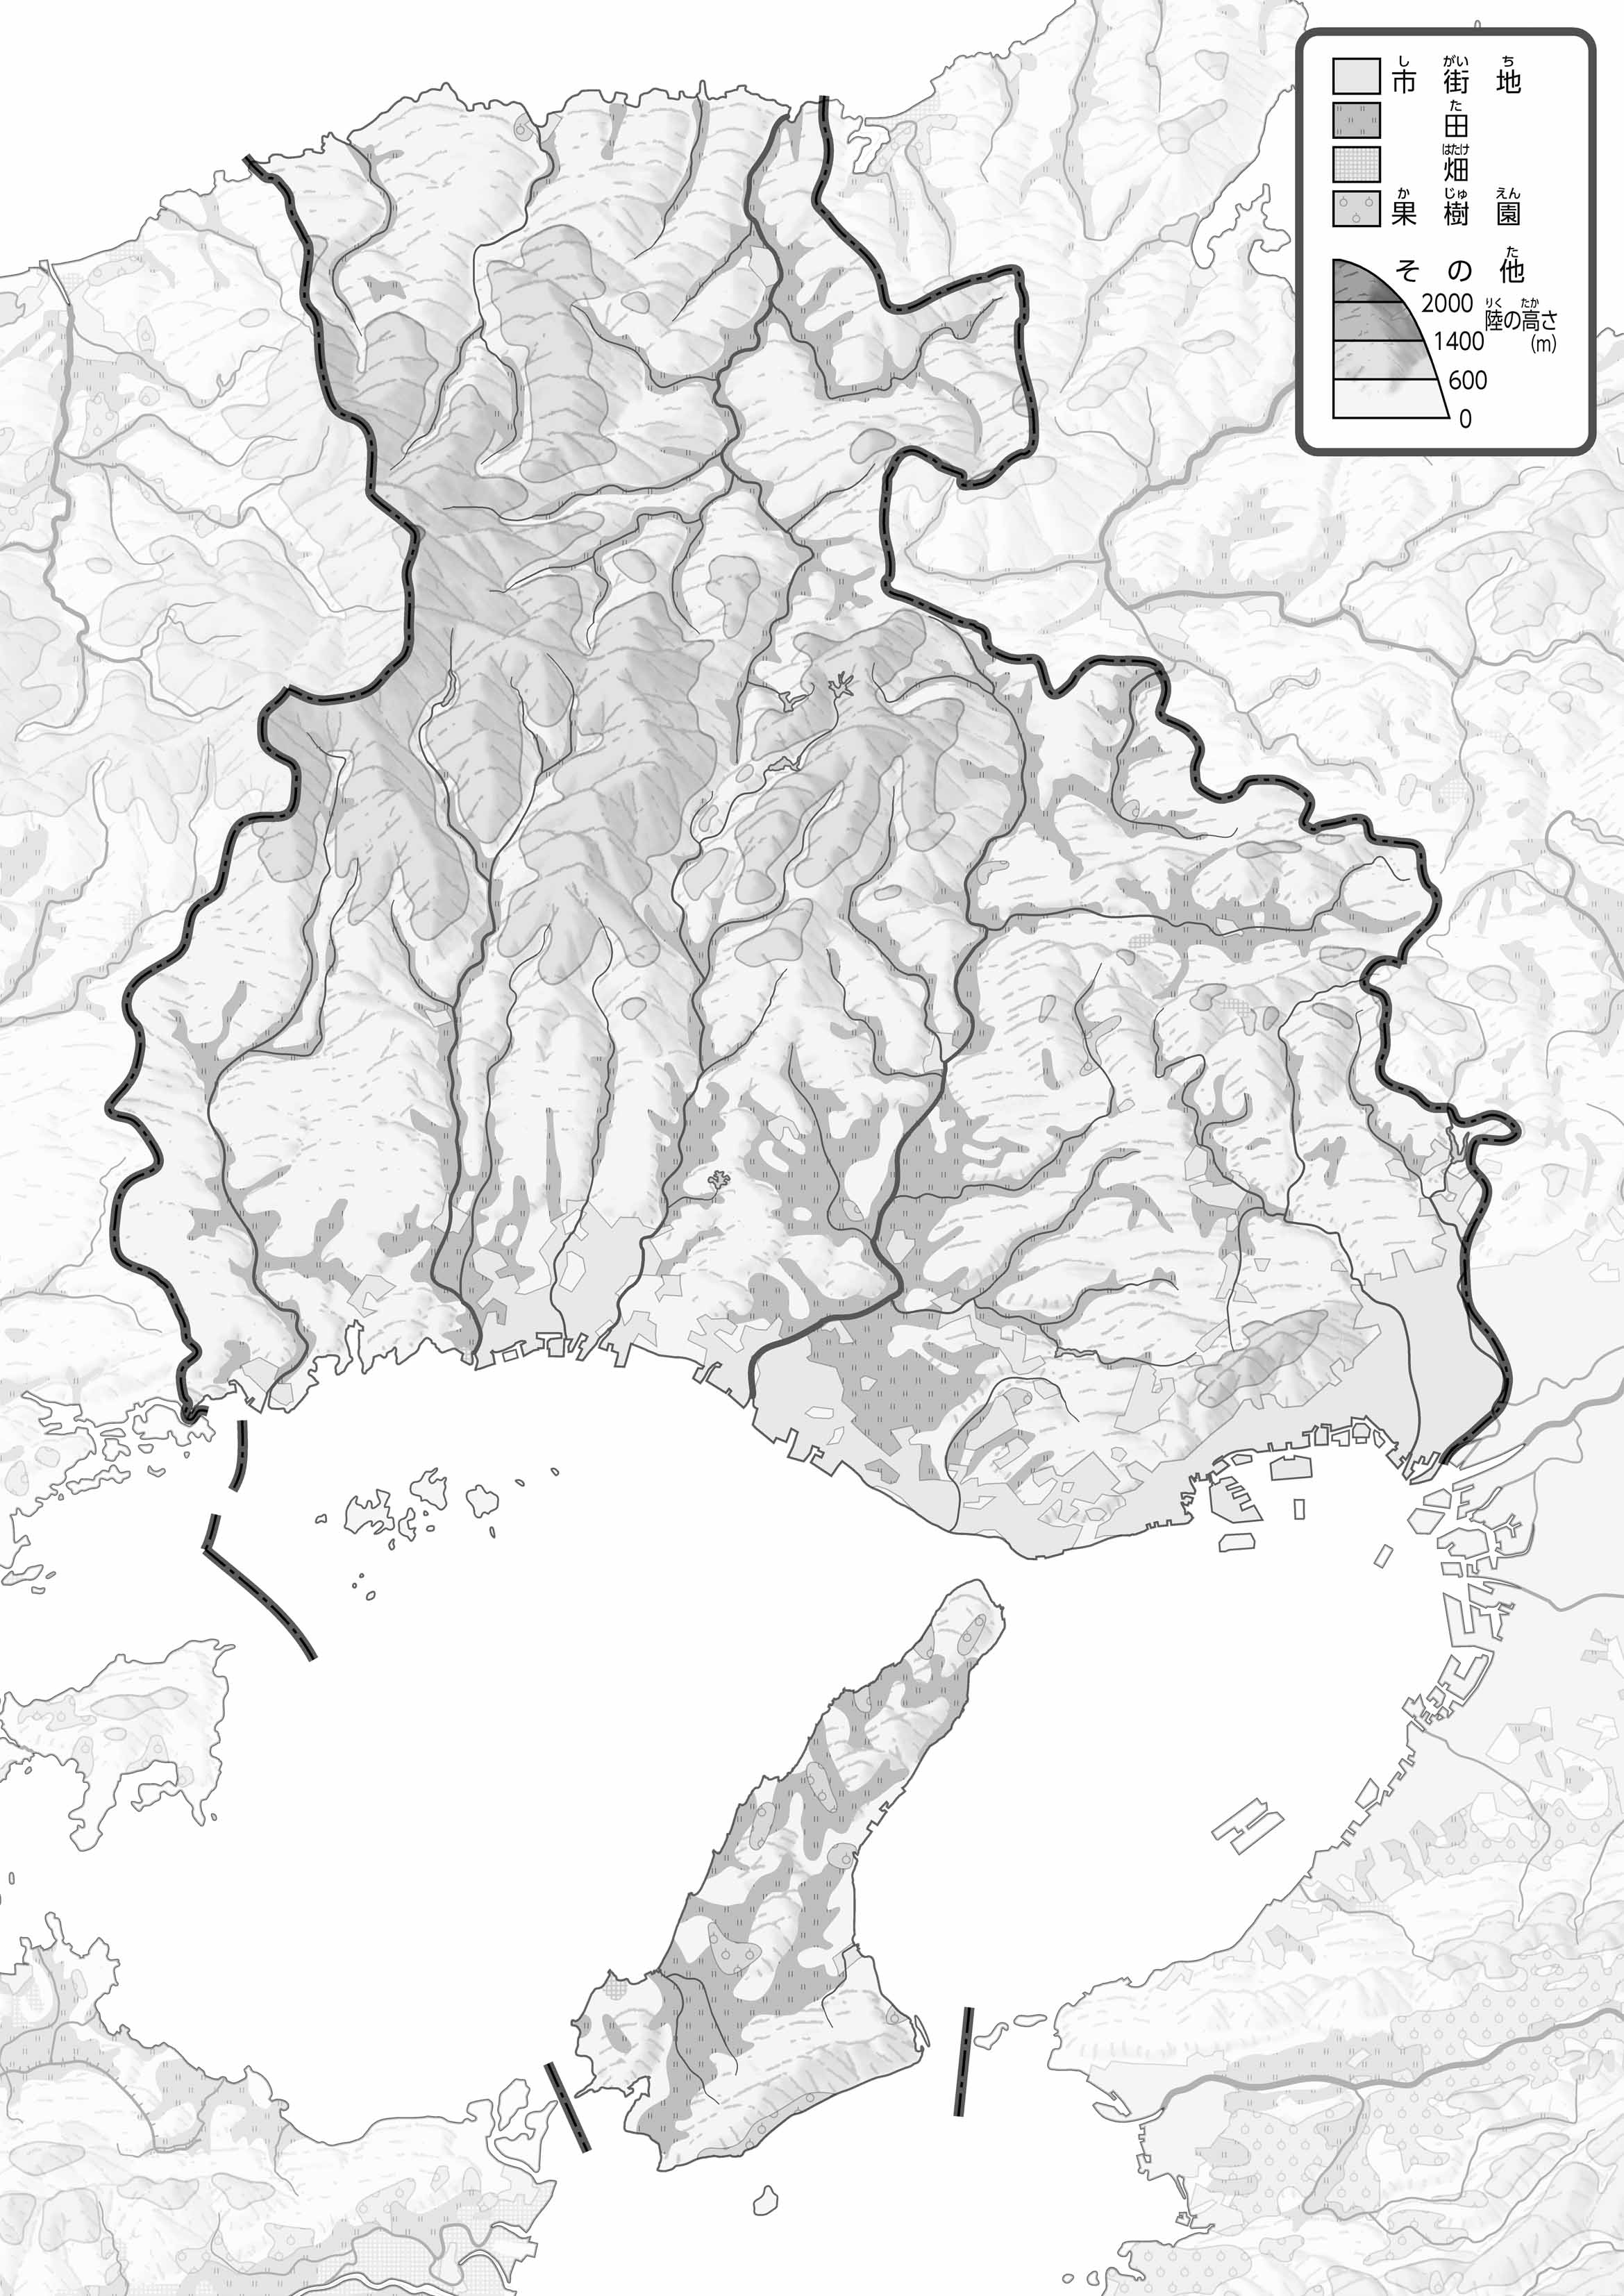 し がい ち
市 街 地
た
田
はたけ
畑
か じゅ えん
果 樹 園
た
そ の 他
2000
りく たか
陸の高さ
1400
(m)
600
0